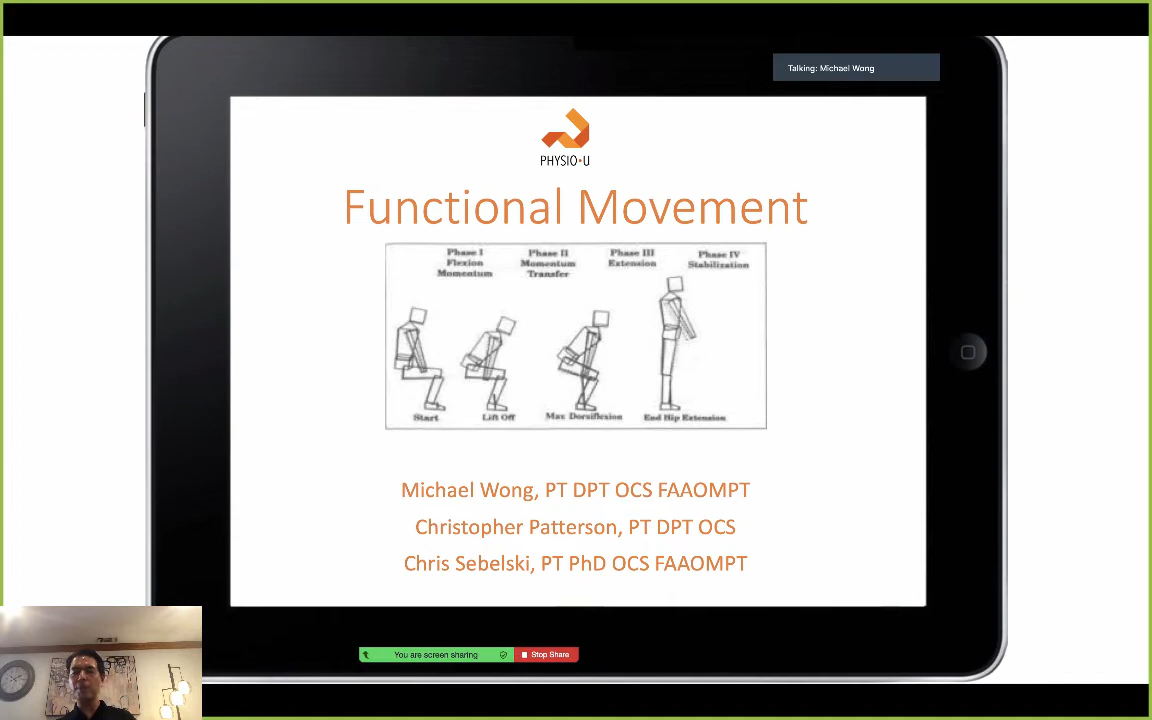 Talking: Michael Wong
PHYSIO•U
Functional Movement
Phase I Flexion Momentum
Phase II Momentum Transfer
Phase III Extension
Phase IV Stabilization
Start
Lift Off
Max Dorsiflexion
End Hip Extension
Michael Wong, PT DPT OCS FAAOMPT
Christopher Patterson, PT DPT OCS
Chris Sebelski, PT PhD OCS FAAOMPT
You are screen sharing
Stop Share